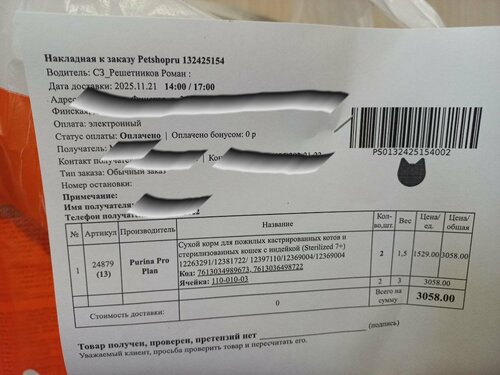 Накладная к заказу Petshopru 132425154
Водитель: СЗ_Решетников Роман :
Дата доставки: 2025.11.21 14:00 / 17:00
Адрес
Финская,
Оплата: электронный
Статус оплаты: Оплачено | Оплачено бонусом: 0 р
Получатель:
Контакт получателя
Тип заказа: Обычный заказ
Номер остановки:
Примечание:
Имя получателя:
Телефон получателя
PS0132425154002
№ Артикул Производитель Название Кол-во,шт. Вес Цена/ед. Цена/общая
1 24879 (13) Purina Pro Plan Сухой корм для пожилых кастрированных котов и 2 1,5 1529.00 3058.00
стерилизованных кошек с индейкой (Sterilized 7+)
12263291/12381722/ 12397110/12369004/12369004
Код: 7613034989673, 7613036498722
Ячейка: 110-010-03
2 3 3058.00
Стоимость доставки: 0 Всего на сумму 3058.00
Товар получен, проверен, претензий нет
(подпись)
Уважаемый клиент, просьба проверить товар и пересчитать его.